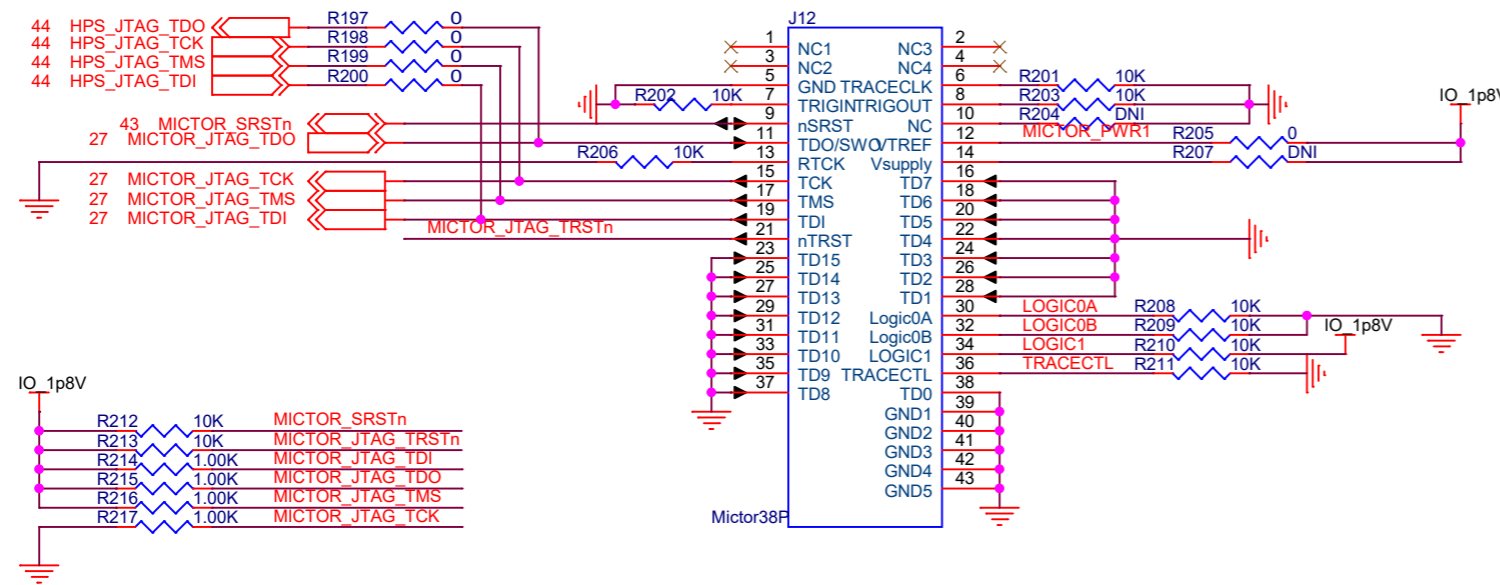 J12
44 HPS_JTAG_TDO R197 0
44 HPS_JTAG_TCK R198 0
44 HPS_JTAG_TMS R199 0
44 HPS_JTAG_TDI R200 0
1 NC1 NC3 2
3 NC2 NC4 4
5 GND TRACECLK 6 R201 10K
R202 10K 7 TRIGIN TRIGOUT 8 R203 10K
43 MICTOR_SRSTn 9 nSRST NC 10 R204 DNI
IO_1p8V
27 MICTOR_JTAG_TDO 11 TDO/SWO VTREF 12 MICTOR_PWR1 R205 0
R206 10K 13 RTCK Vsupply 14 R207 DNI
27 MICTOR_JTAG_TCK 15 TCK TD7 16
27 MICTOR_JTAG_TMS 17 TMS TD6 18
27 MICTOR_JTAG_TDI 19 TDI TD5 20
MICTOR_JTAG_TRSTn 21 nTRST TD4 22
23 TD15 TD3 24
25 TD14 TD2 26
27 TD13 TD1 28
29 TD12 Logic0A 30 LOGIC0A R208 10K
31 TD11 Logic0B 32 LOGIC0B R209 10K
IO_1p8V
33 TD10 LOGIC1 34 LOGIC1 R210 10K
35 TD9 TRACECTL 36 TRACECTL R211 10K
37 TD8 TD0 38
GND1 39
GND2 40
GND3 41
GND4 42
GND5 43
Mictor38P
IO_1p8V
R212 10K MICTOR_SRSTn
R213 10K MICTOR_JTAG_TRSTn
R214 1.00K MICTOR_JTAG_TDI
R215 1.00K MICTOR_JTAG_TDO
R216 1.00K MICTOR_JTAG_TMS
R217 1.00K MICTOR_JTAG_TCK